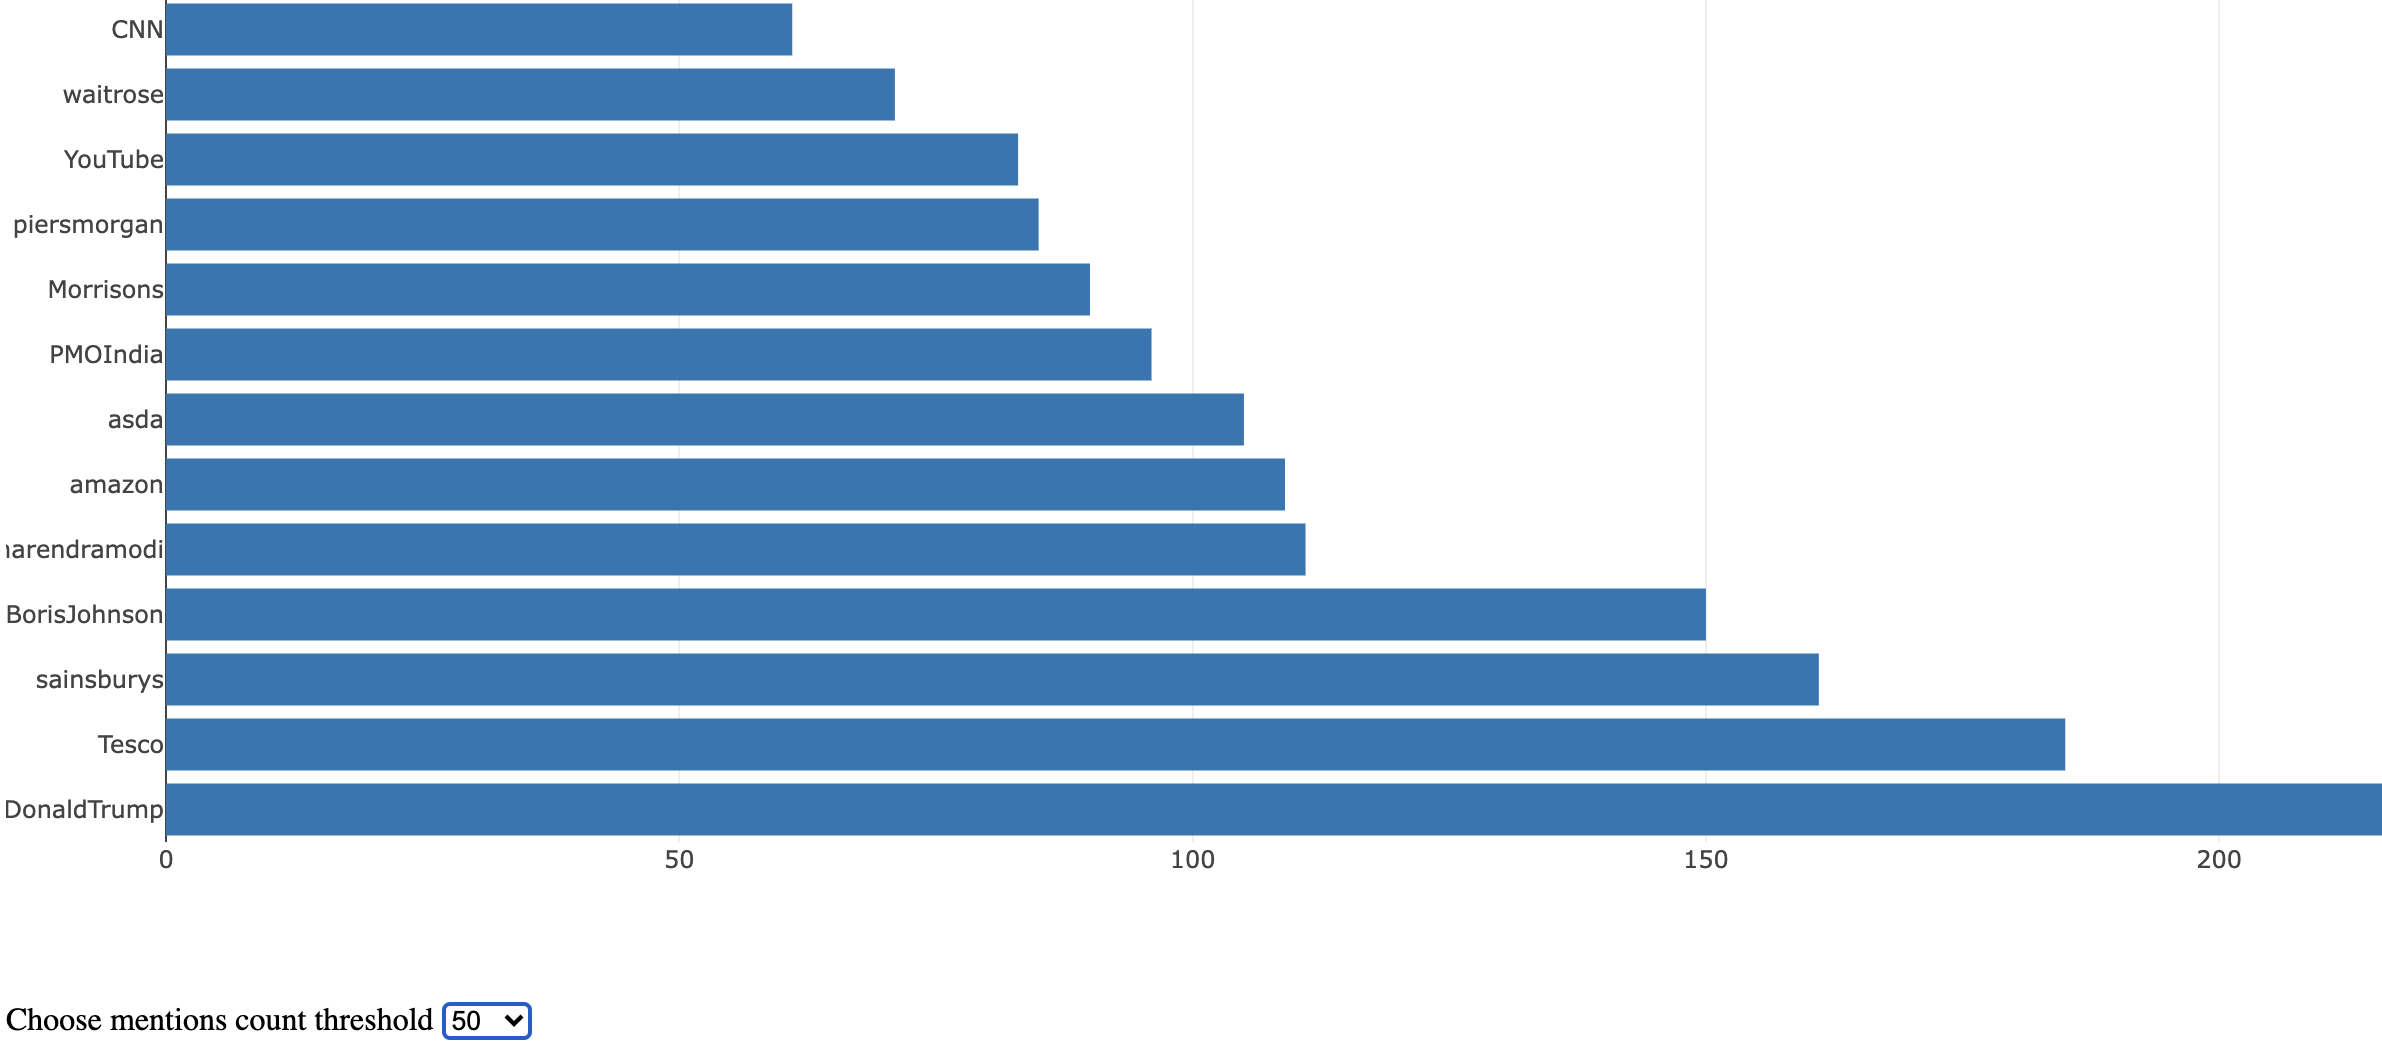 CNN
waitrose
YouTube
piersmorgan
Morrisons
PMOIndia
asda
amazon
narendramodi
BorisJohnson
sainsburys
Tesco
DonaldTrump
0 50 100 150 200
Choose mentions count threshold 50